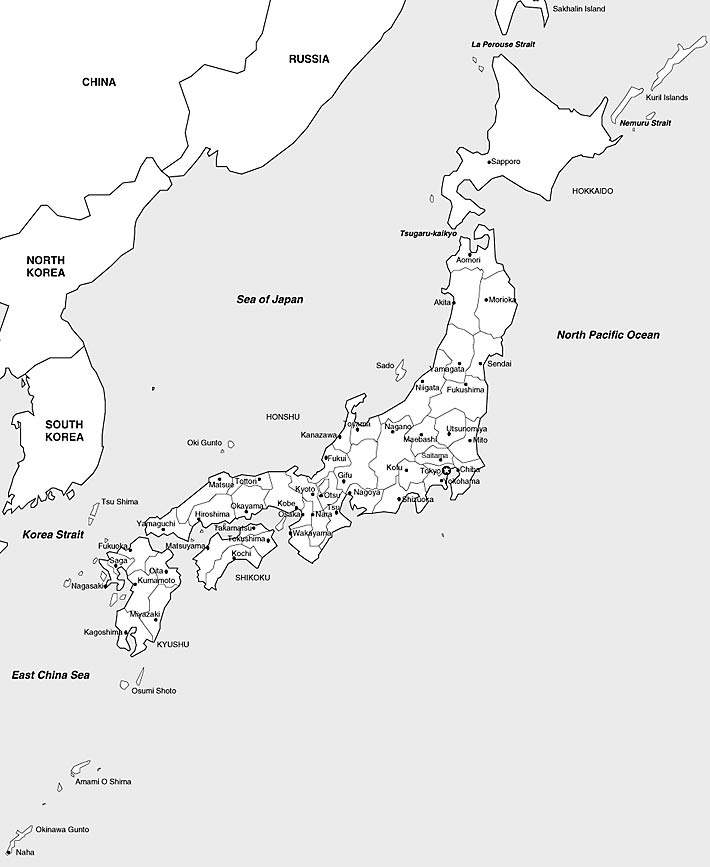 Sakhalin Island
La Perouse Strait
RUSSIA
CHINA
Kuril Islands
Nemuru Strait
Sapporo
HOKKAIDO
Tsugaru-kaikyo
Aomori
NORTH
KOREA
Sea of Japan
Akita
Morioka
North Pacific Ocean
Sado
Yamagata
Sendai
Niigata
Fukushima
HONSHU
SOUTH
KOREA
Toyama
Nagano
Utsunomiya
Kanazawa
Maebashi
Mito
Oki Gunto
Saitama
Fukui
Kofu
Tokyo
Chiba
Gifu
Matsue
Tottori
Yokohama
Kyoto
Otsu
Nagoya
Shizuoka
Tsu Shima
Kobe
Okayama
Tsu
Hiroshima
Osaka
Nara
Yamaguchi
Takamatsu
Korea Strait
Wakayama
Tokushima
Fukuoka
Matsuyama
Kochi
Saga
Oita
SHIKOKU
Kumamoto
Nagasaki
Miyazaki
Kagoshima
KYUSHU
East China Sea
Osumi Shoto
Amami O Shima
Okinawa Gunto
Naha